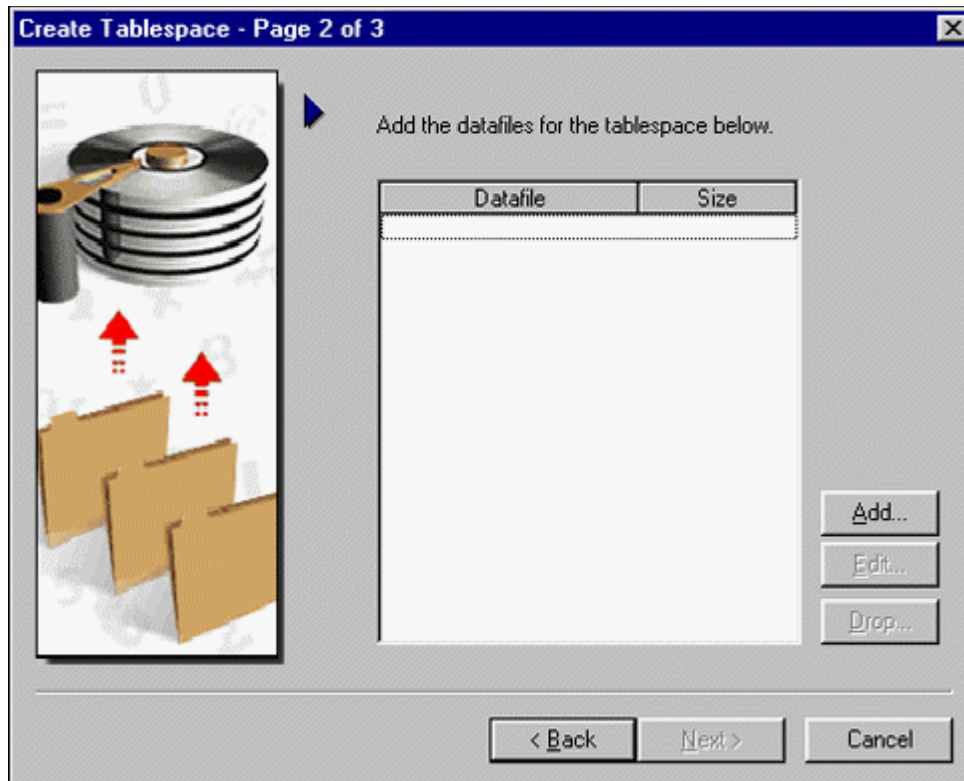 Create Tablespace - Page 2 of 3
Add the datafiles for the tablespace below.
Datafile Size
Add...
Edit...
Drop...
< Back Next > Cancel